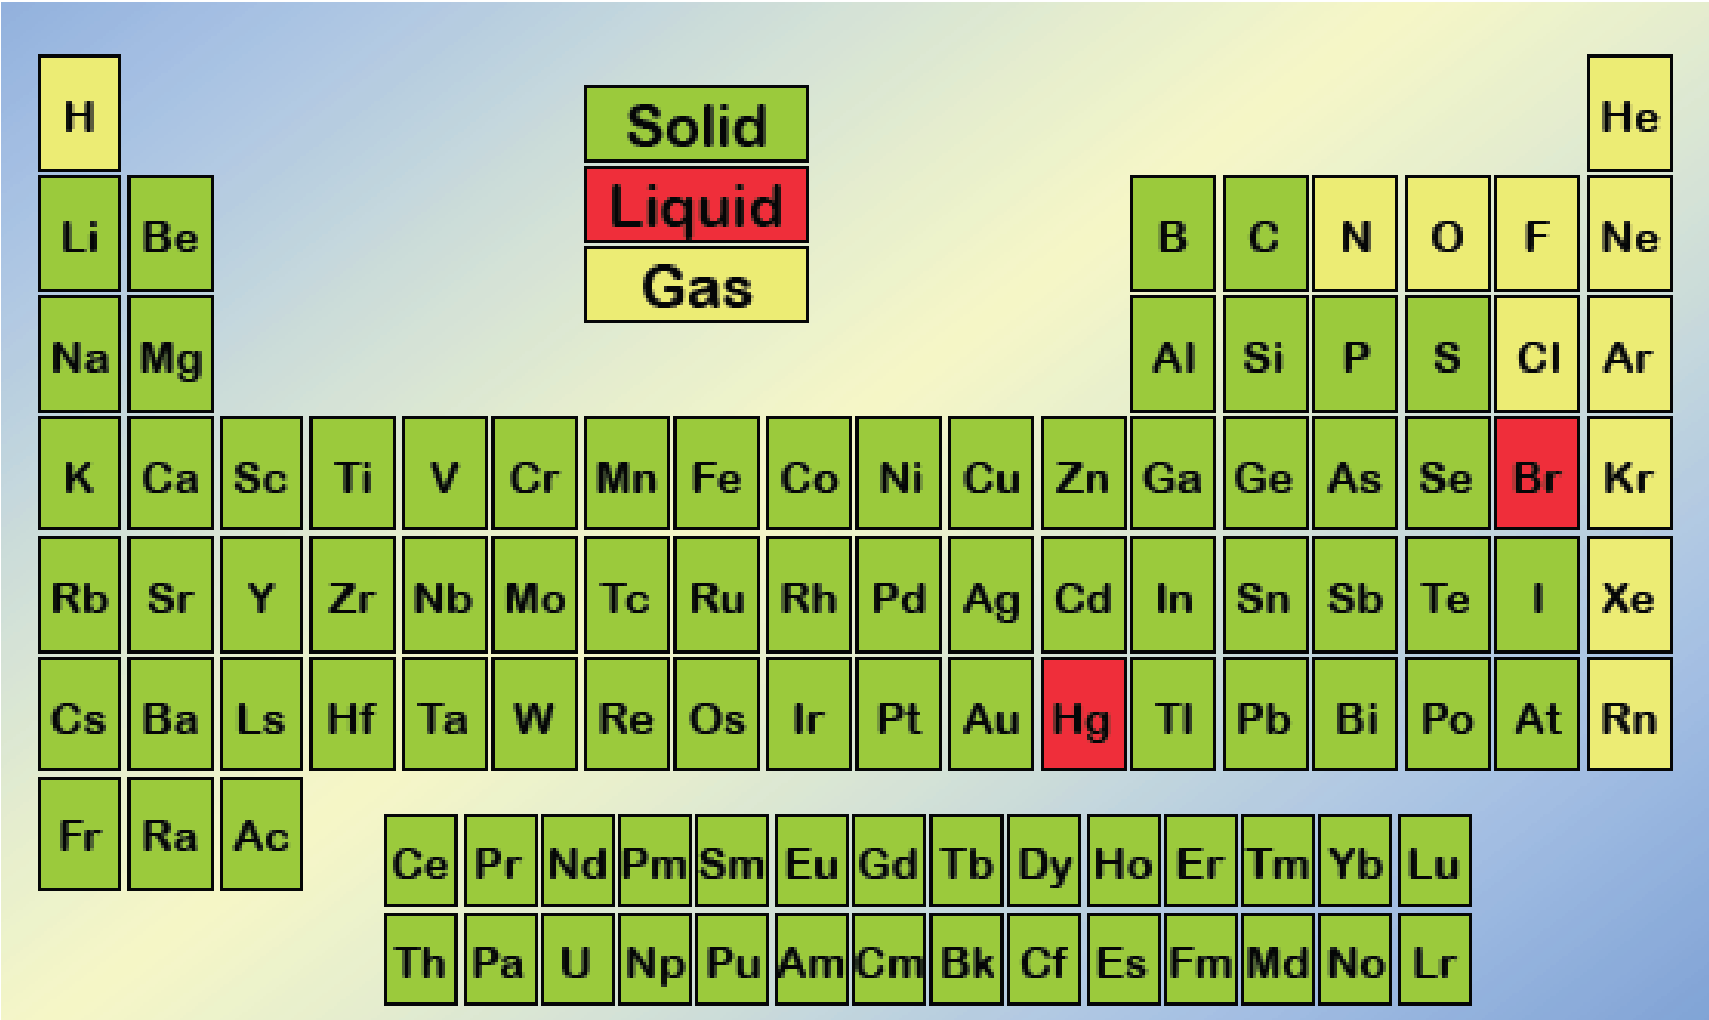 H He
Solid
Liquid
Gas
Li Be B C N O F Ne
Na Mg Al Si P S Cl Ar
K Ca Sc Ti V Cr Mn Fe Co Ni Cu Zn Ga Ge As Se Br Kr
Rb Sr Y Zr Nb Mo Tc Ru Rh Pd Ag Cd In Sn Sb Te I Xe
Cs Ba Ls Hf Ta W Re Os Ir Pt Au Hg Tl Pb Bi Po At Rn
Fr Ra Ac
Ce Pr Nd Pm Sm Eu Gd Tb Dy Ho Er Tm Yb Lu
Th Pa U Np Pu Am Cm Bk Cf Es Fm Md No Lr